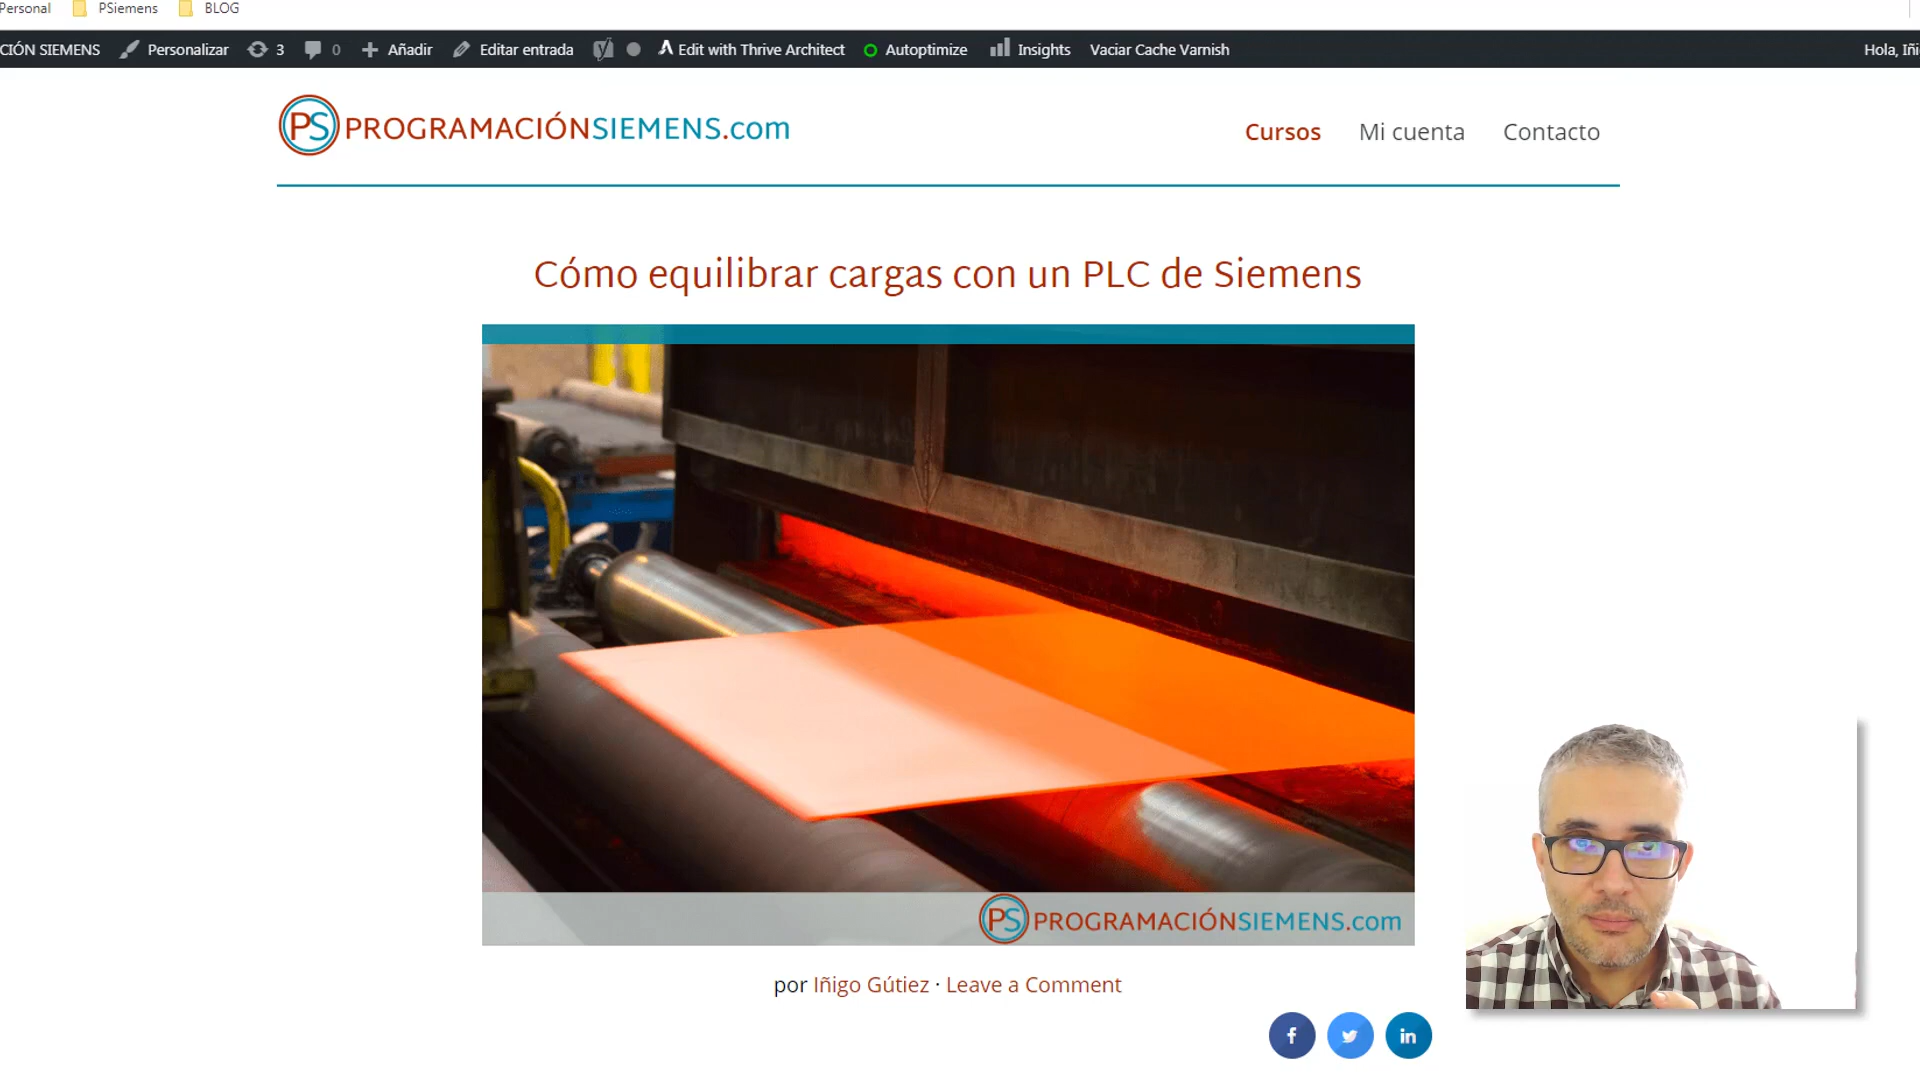 Personal PSiemens BLOG
CIÓN SIEMENS Personalizar 3 0 Añadir Editar entrada Edit with Thrive Architect Autoptimize Insights Vaciar Cache Varnish Hola, Iñi
PS PROGRAMACIÓNSIEMENS.com
Cursos Mi cuenta Contacto
Cómo equilibrar cargas con un PLC de Siemens
PS PROGRAMACIÓNSIEMENS.com
por Iñigo Gútiez · Leave a Comment